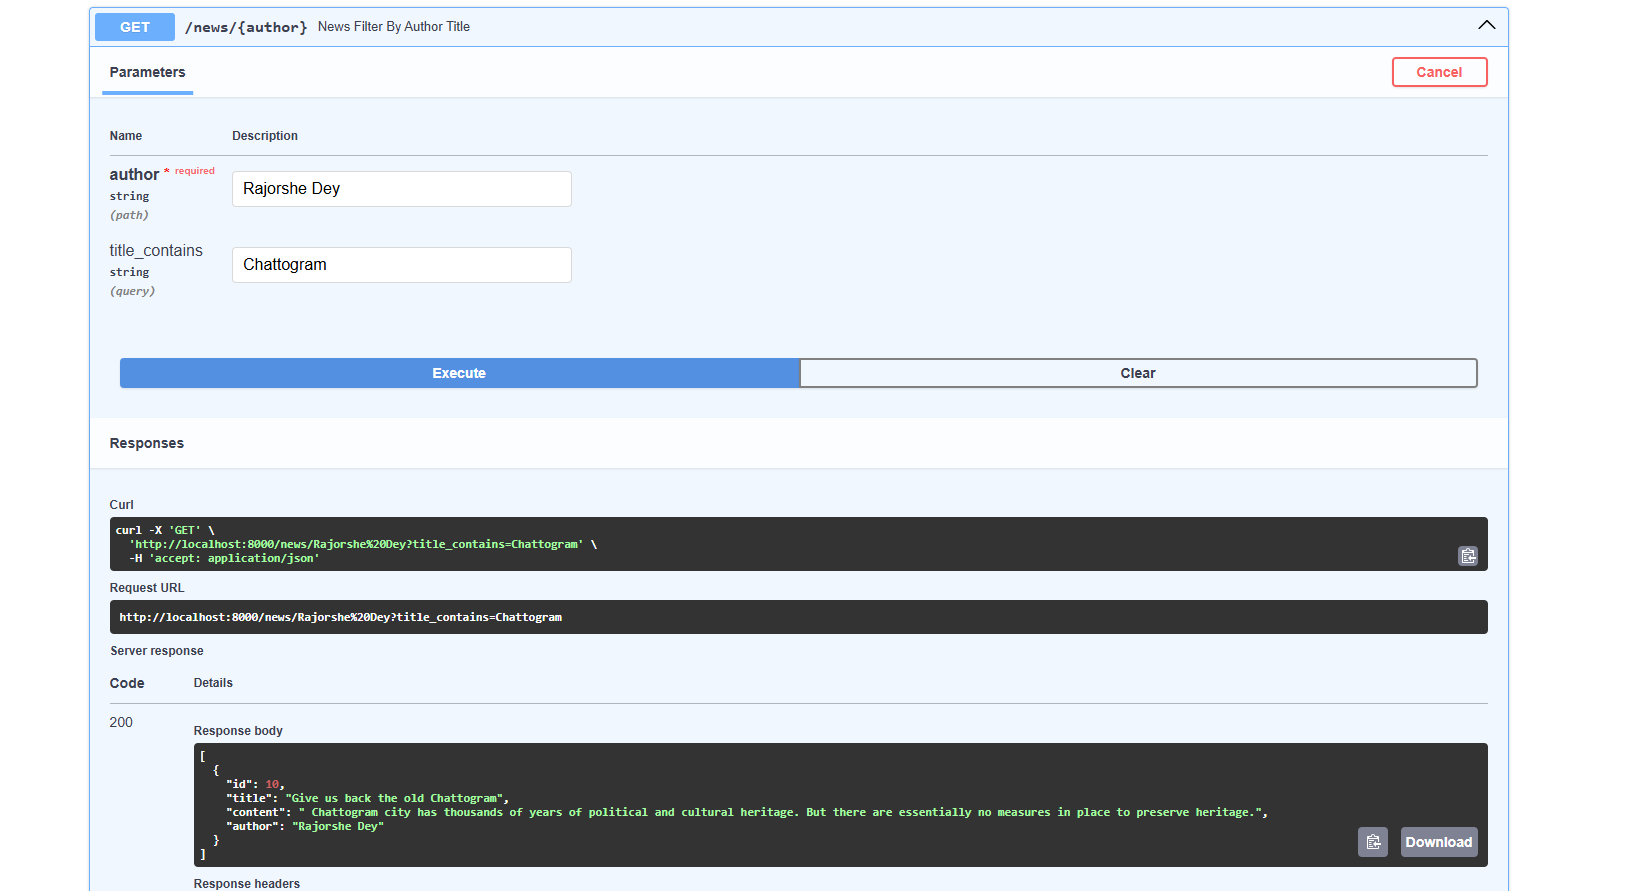 GET /news/{author} News Filter By Author Title
Parameters
Cancel
Name Description
author * required
string
(path)
Rajorshe Dey
title_contains
string
(query)
Chattogram
Execute Clear
Responses
Curl
curl -X 'GET' \
'http://localhost:8000/news/Rajorshe%20Dey?title_contains=Chattogram' \
-H 'accept: application/json'
Request URL
http://localhost:8000/news/Rajorshe%20Dey?title_contains=Chattogram
Server response
Code Details
200
Response body
[
{
"id": 10,
"title": "Give us back the old Chattogram",
"content": " Chattogram city has thousands of years of political and cultural heritage. But there are essentially no measures in place to preserve heritage.",
"author": "Rajorshe Dey"
}
]
Download
Response headers